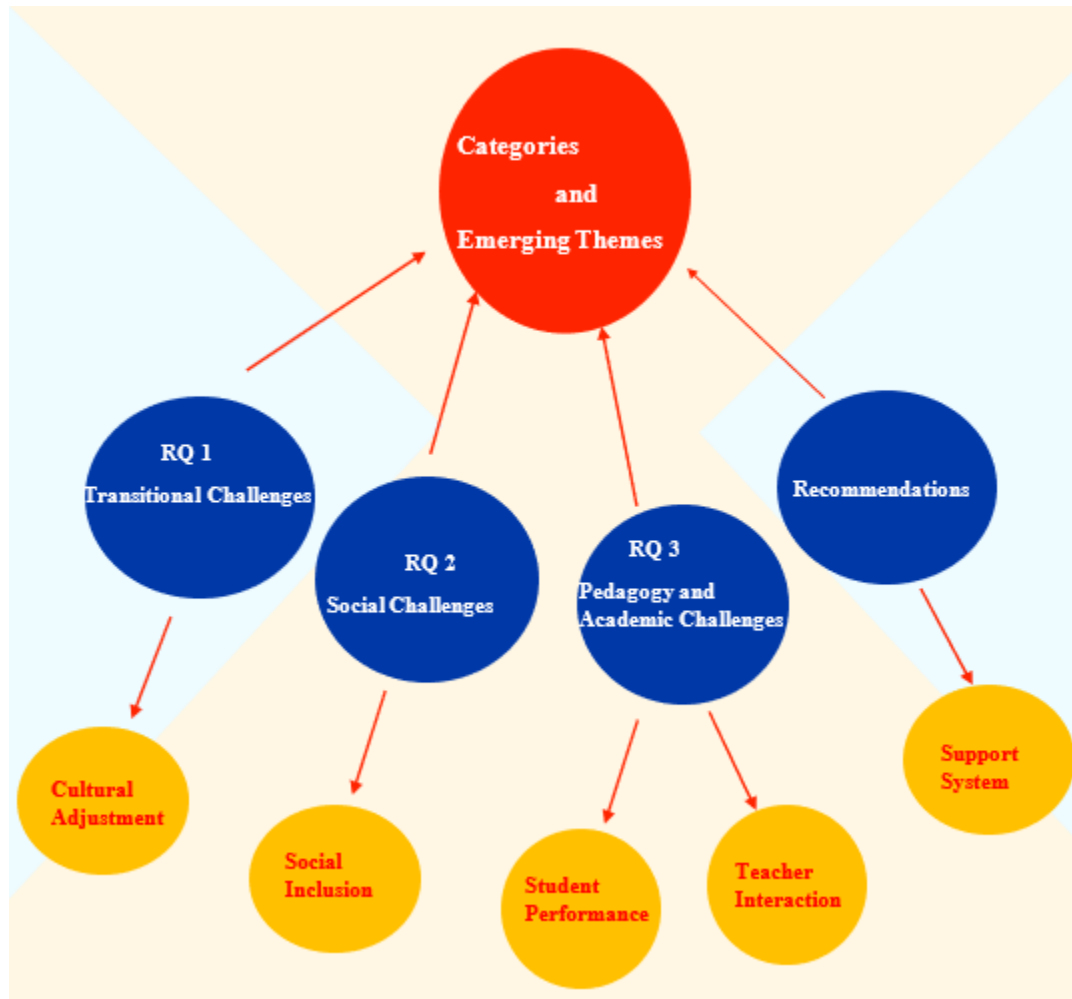 Categories
and
Emerging Themes
RQ 1
Transitional Challenges
RQ 2
Social Challenges
RQ 3
Pedagogy and
Academic Challenges
Recommendations
Cultural
Adjustment
Social
Inclusion
Student
Performance
Teacher
Interaction
Support
System